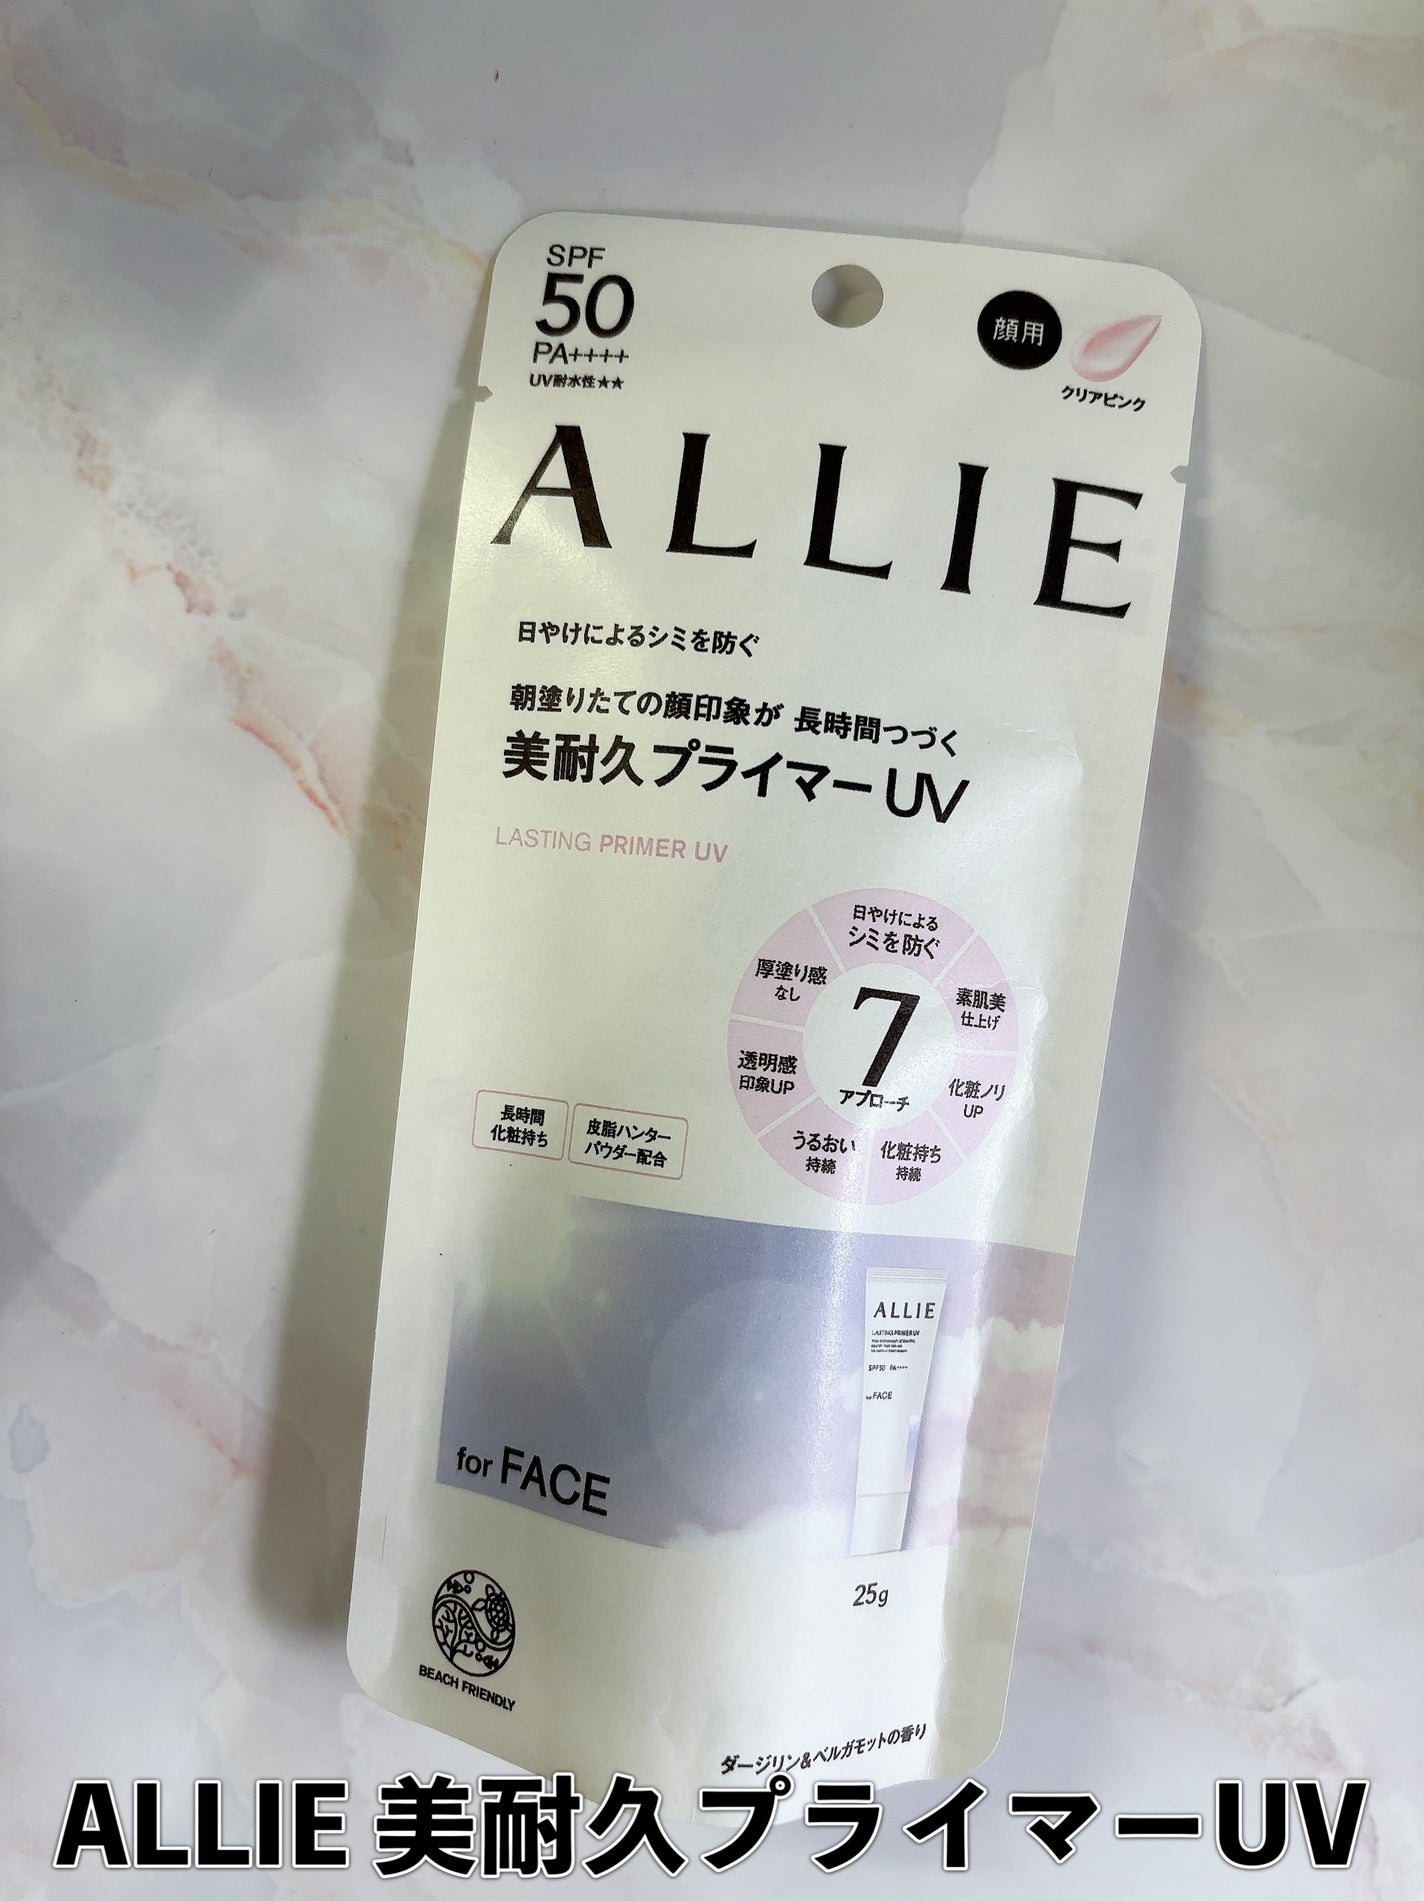 SPF
50
PA++++
UV耐水性★★
顔用
クリアピンク
ALLIE
日やけによるシミを防ぐ
朝塗りたての顔印象が 長時間つづく
美耐久プライマー UV
LASTING PRIMER UV
日やけによる
シミを防ぐ
素肌美
仕上げ
化粧ノリ
UP
化粧持ち
持続
うるおい
持続
透明感
印象UP
厚塗り感
なし
7
アプローチ
長時間
化粧持ち
皮脂ハンター
パウダー配合
ALLIE
LASTING PRIMER UV
SPF50 PA++++
for FACE
for FACE
25g
BEACH FRIENDLY
ダージリン&ベルガモットの香り
ALLIE 美耐久プライマーUV